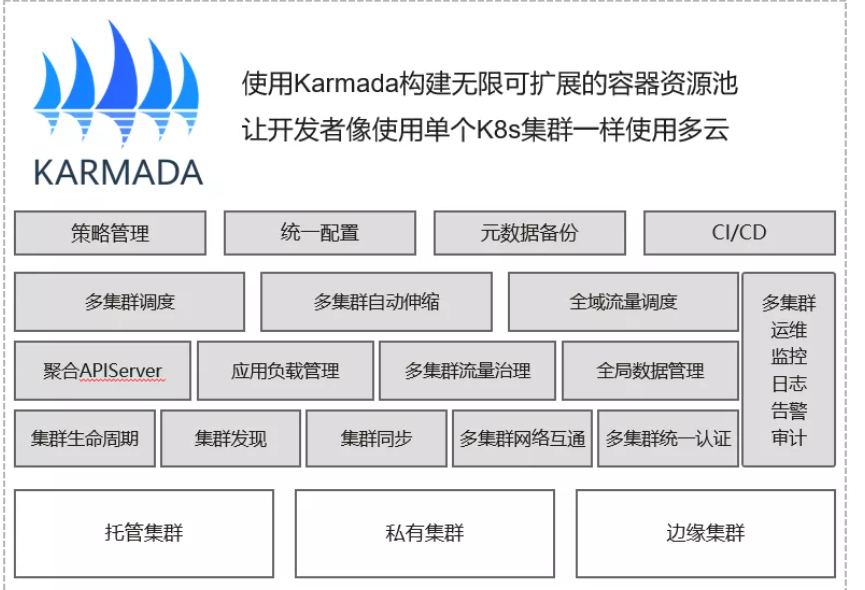 使用Karmada构建无限可扩展的容器资源池
让开发者像使用单个K8s集群一样使用多云
KARMADA
策略管理
统一配置
元数据备份
CI/CD
多集群调度
多集群自动伸缩
全域流量调度
多集群
运维
监控
日志
告警
审计
聚合APIServer
应用负载管理
多集群流量治理
全局数据管理
集群生命周期
集群发现
集群同步
多集群网络互通
多集群统一认证
托管集群
私有集群
边缘集群